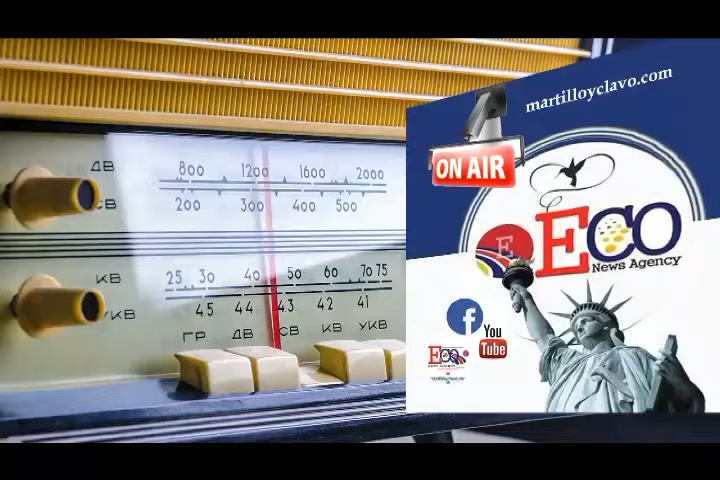 martilloyclavo.com
ON AIR
ECO
News Agency
E
f
You
Tube
ECO
ДВ
800 1200 1600 2000
СВ
200 300 400 500
КВ
25 30 40 50 60 70 75
УКВ
45 44 43 42 41
ГР ДВ СВ КВ УКВ